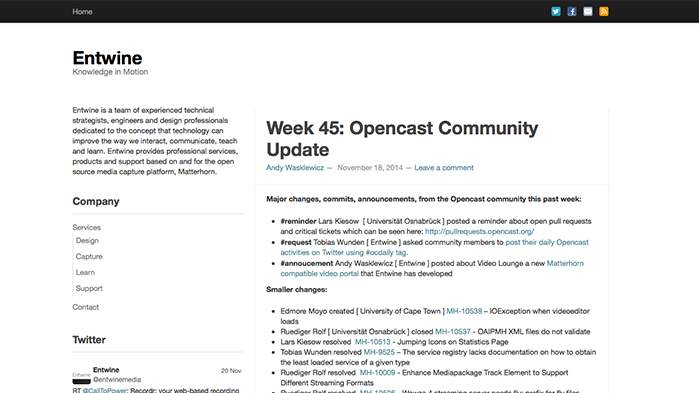 Home
Entwine
Knowledge in Motion
Entwine is a team of experienced technical
strategists, engineers and design professionals
dedicated to the concept that technology can
improve the way we interact, communicate, teach
and learn. Entwine provides professional services,
products and support based on and for the open
source media capture platform, Matterhorn.
Company
Services
Design
Capture
Learn
Support
Contact
Twitter
Entwine
20 Nov
@entwinemedia
RT @CallToPower: Recordr: your web-based recording
Week 45: Opencast Community
Update
Andy Wasklewicz — November 18, 2014 — Leave a comment
Major changes, commits, announcements, from the Opencast community this past week:
#reminder Lars Kiesow [ Universität Osnabrück ] posted a reminder about open pull requests
and critical tickets which can be seen here: http://pullrequests.opencast.org/
#request Tobias Wunden [ Entwine ] asked community members to post their daily Opencast
activities on Twitter using #ocdaily tag.
#annoucement Andy Wasklewicz [ Entwine ] posted about Video Lounge a new Matterhorn
compatible video portal that Entwine has developed
Smaller changes:
Edmore Moyo created [ University of Cape Town ] MH-10538 – IOException when videoeditor
loads
Ruediger Rolf [ Universität Osnabrück ] closed MH-10537 - OAIPMH XML files do not validate
Lars Kiesow resolved MH-10513 - Jumping Icons on Statistics Page
Tobias Wunden resolved MH-9525 – The service registry lacks documentation on how to obtain
the least loaded service of a given type
Ruediger Rolf resolved MH-10009 - Enhance Mediapackage Track Element to Support
Different Streaming Formats
Ruediger Rolf resolved